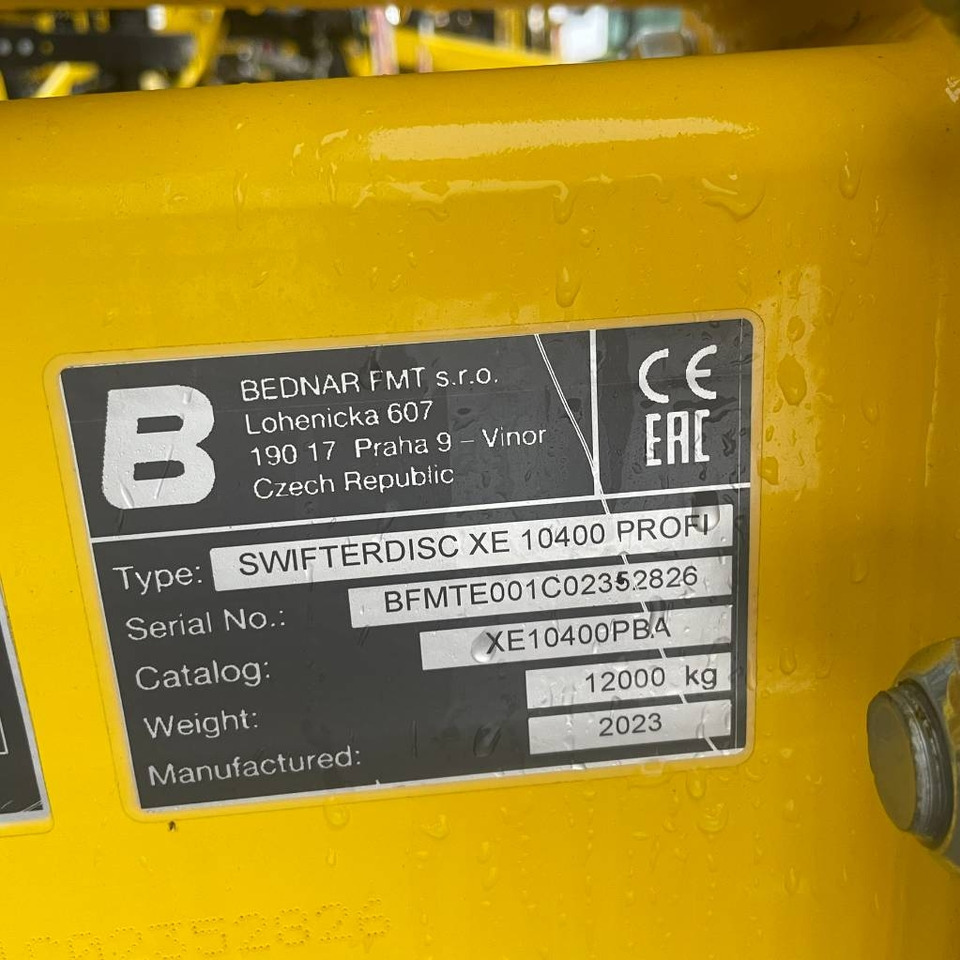 B
BEDNAR FMT s.r.o.
Lohenicka 607
190 17 Praha 9 – Vinor
Czech Republic
CE
EAC
Type: SWIFTERDISC XE 10400 PROFI
Serial No.: BFMTE001C02352826
Catalog: XE10400PBA
Weight: 12000 kg
Manufactured: 2023
02352826